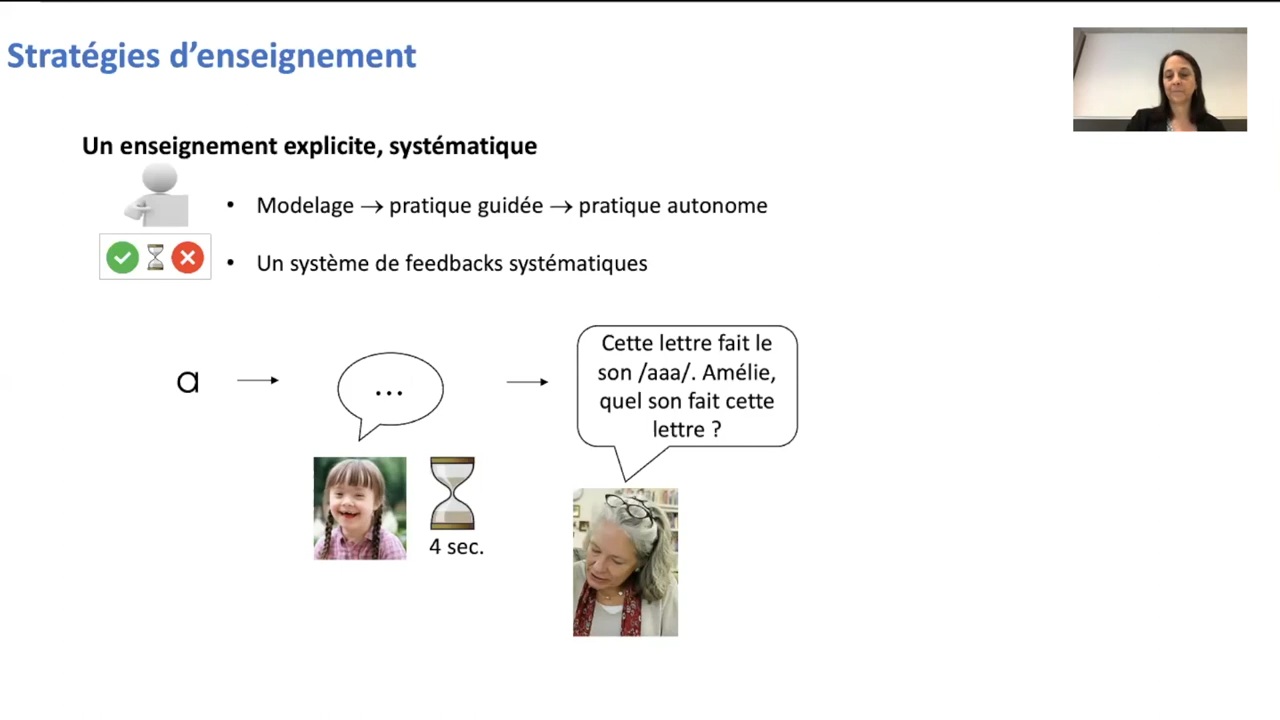 Stratégies d’enseignement
Un enseignement explicite, systématique
• Modelage → pratique guidée → pratique autonome
• Un système de feedbacks systématiques
a
...
Cette lettre fait le
son /aaa/. Amélie,
quel son fait cette
lettre ?
4 sec.